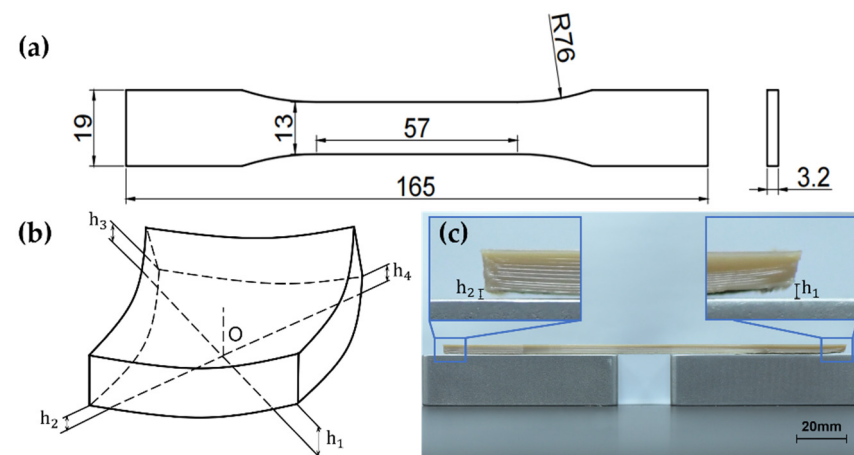 (a)
R76
19
13
57
165
3.2
(b)
h₃
h₄
O
h₂
h₁
(c)
h₂
h₁
20mm